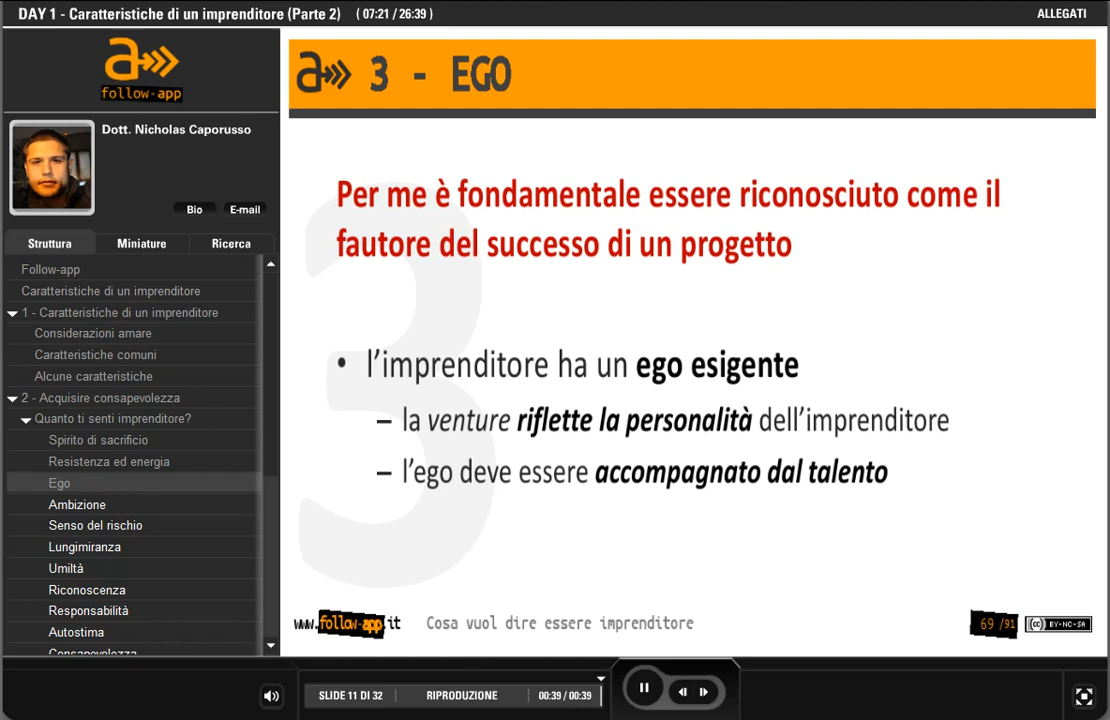 DAY 1 - Caratteristiche di un imprenditore (Parte 2) ( 07:21 / 26:39 )
ALLEGATI
a
follow-app
Dott. Nicholas Caporusso
Bio
E-mail
Struttura
Miniature
Ricerca
Follow-app
Caratteristiche di un imprenditore
1 - Caratteristiche di un imprenditore
Considerazioni amare
Caratteristiche comuni
Alcune caratteristiche
2 - Acquisire consapevolezza
Quanto ti senti imprenditore?
Spirito di sacrificio
Resistenza ed energia
Ego
Ambizione
Senso del rischio
Lungimiranza
Umiltà
Riconoscenza
Responsabilità
Autostima
Consapevolezza
a 3 - EGO
3
Per me è fondamentale essere riconosciuto come il
fautore del successo di un progetto
• l'imprenditore ha un ego esigente
– la venture riflette la personalità dell'imprenditore
– l'ego deve essere accompagnato dal talento
www.follow-app.it
Cosa vuol dire essere imprenditore
69 /91
(cc) BY-NC-SA
SLIDE 11 DI 32
RIPRODUZIONE
00:39 / 00:39